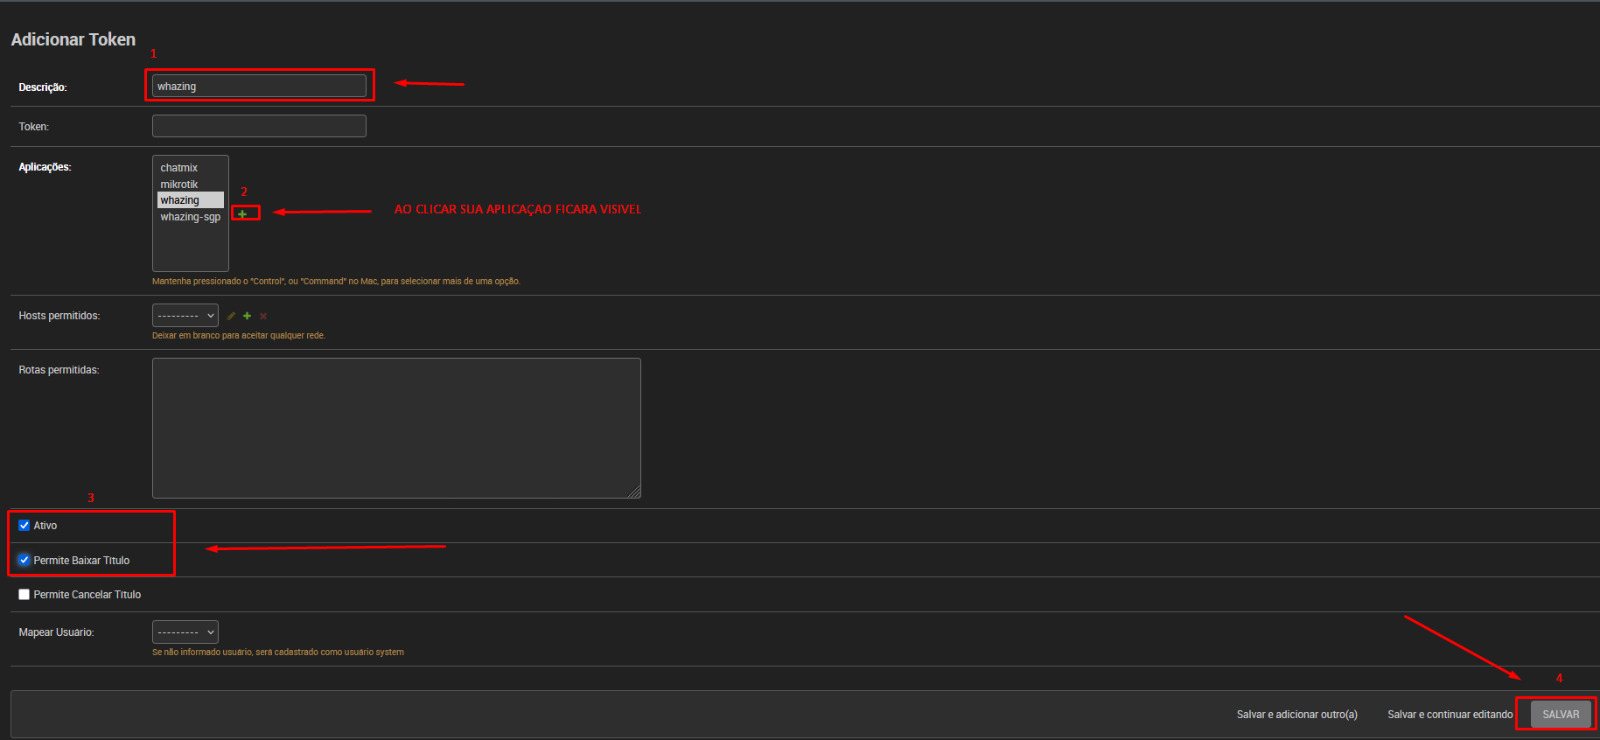 Adicionar Token
1
Descrição:
whazing
Token:
Aplicações:
chatmix
mikrotik
whazing
whazing-sgp
2
AO CLICAR SUA APLICAÇAO FICARA VISIVEL
Mantenha pressionado o "Control", ou "Command" no Mac, para selecionar mais de uma opção.
Hosts permitidos:
---------
Deixar em branco para aceitar qualquer rede.
Rotas permitidas:
3
Ativo
Permite Baixar Título
Permite Cancelar Título
Mapear Usuário:
---------
Se não informado usuário, será cadastrado como usuário system
4
Salvar e adicionar outro(a)
Salvar e continuar editando
SALVAR